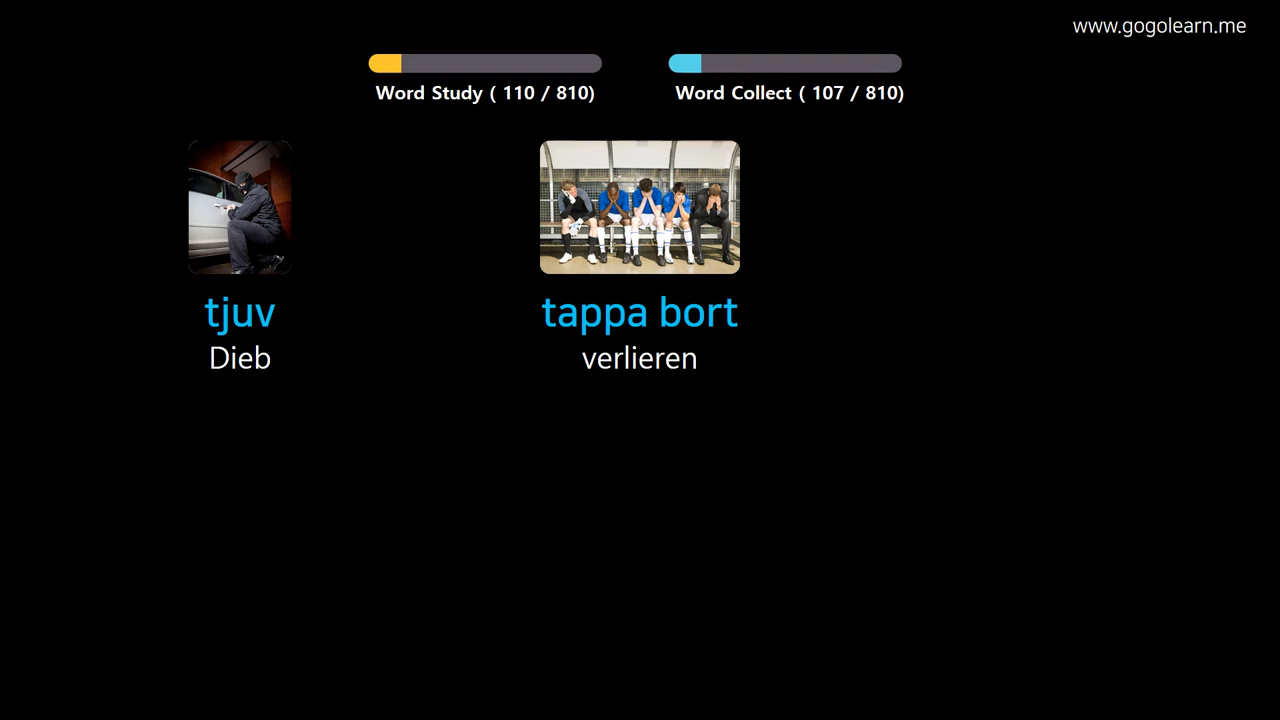 www.gogolearn.me
Word Study ( 110 / 810)
Word Collect ( 107 / 810)
tjuv
Dieb
tappa bort
verlieren